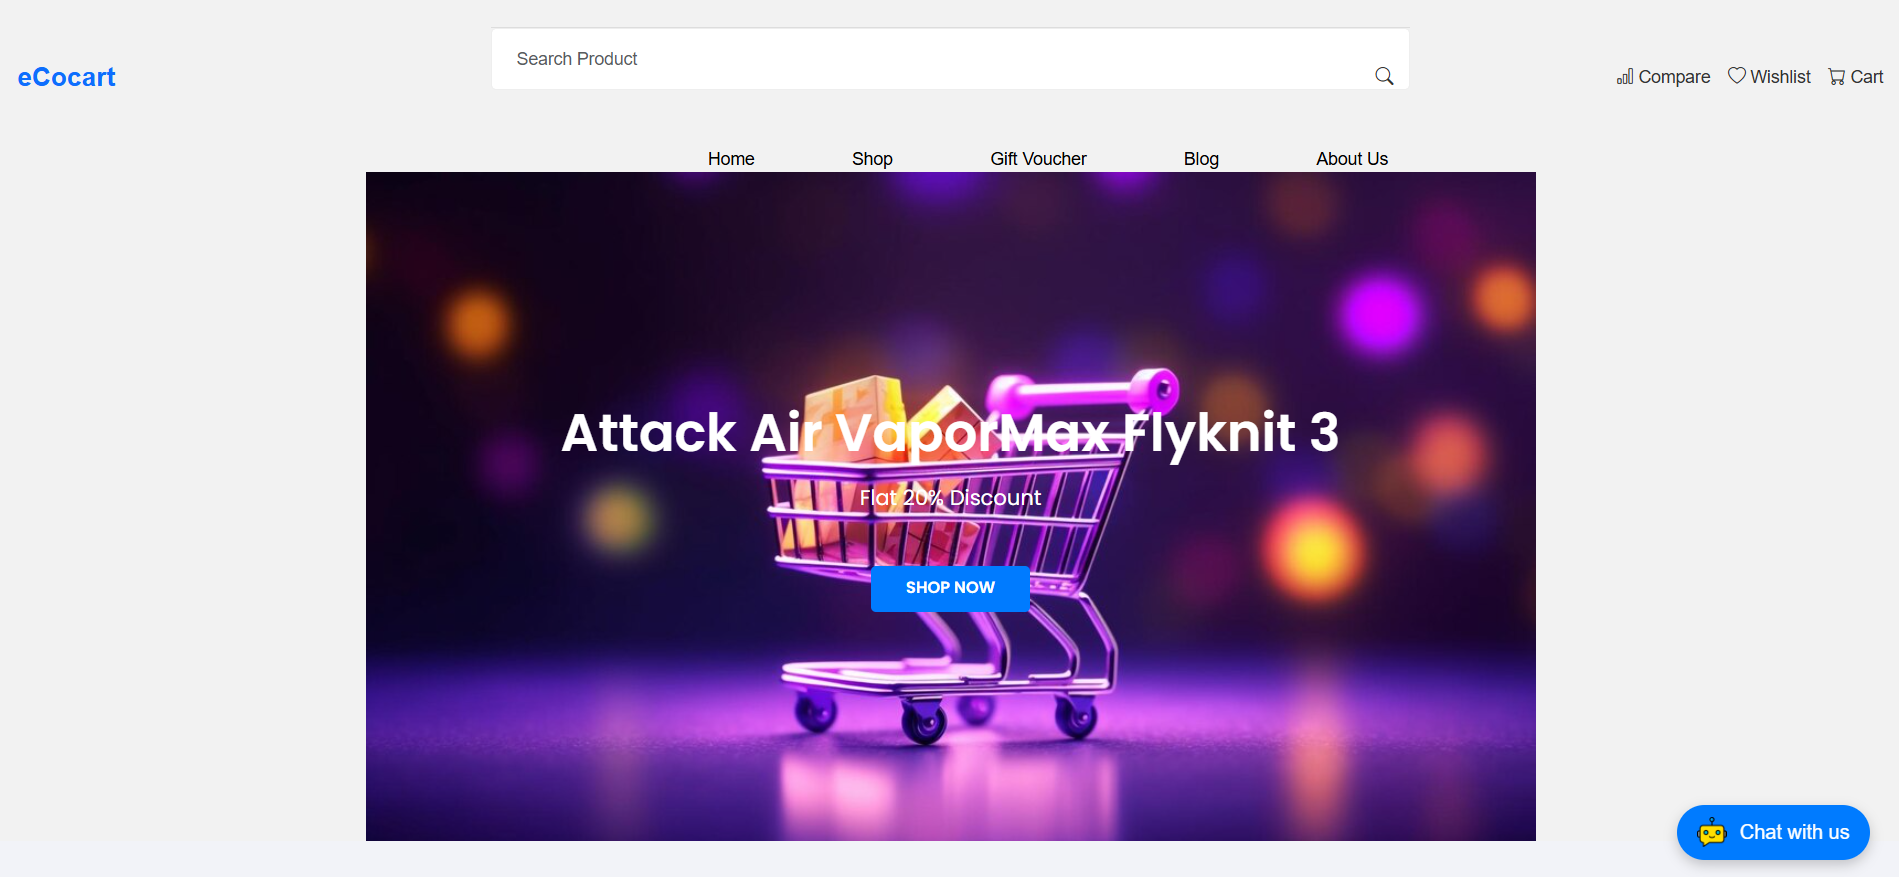 Search Product
eCocart
Compare
Wishlist
Cart
Home
Shop
Gift Voucher
Blog
About Us
Attack Air VaporMax Flyknit 3
Flat 20% Discount
SHOP NOW
Chat with us